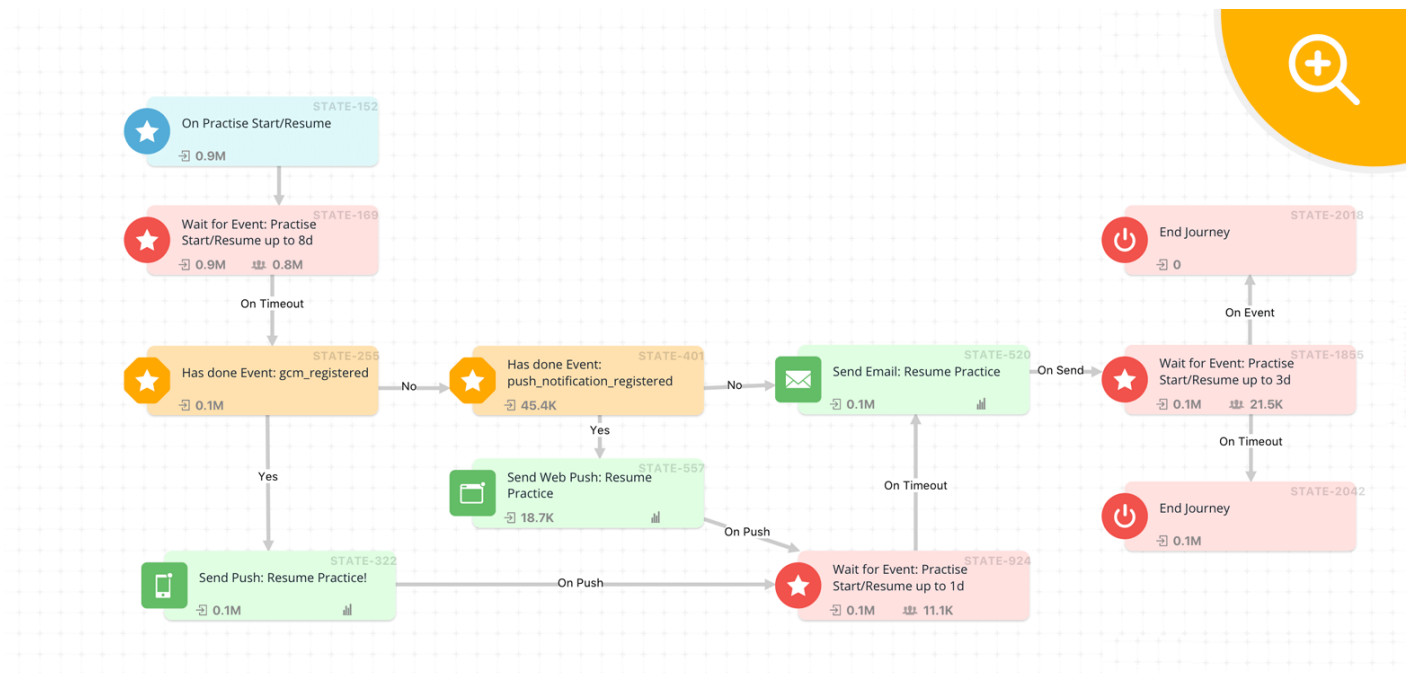 STATE-152
On Practise Start/Resume
0.9M
STATE-169
Wait for Event: Practise
Start/Resume up to 8d
0.9M 0.8M
On Timeout
STATE-255
Has done Event: gcm_registered
0.1M
No
STATE-401
Has done Event:
push_notification_registered
45.4K
No
STATE-520
Send Email: Resume Practice
0.1M
On Send
STATE-1855
Wait for Event: Practise
Start/Resume up to 3d
0.1M 21.5K
On Event
STATE-2018
End Journey
0
On Timeout
STATE-2042
End Journey
0.1M
Yes
STATE-557
Send Web Push: Resume
Practice
18.7K
On Push
Yes
STATE-322
Send Push: Resume Practice!
0.1M
On Push
STATE-924
Wait for Event: Practise
Start/Resume up to 1d
0.1M 11.1K
On Timeout